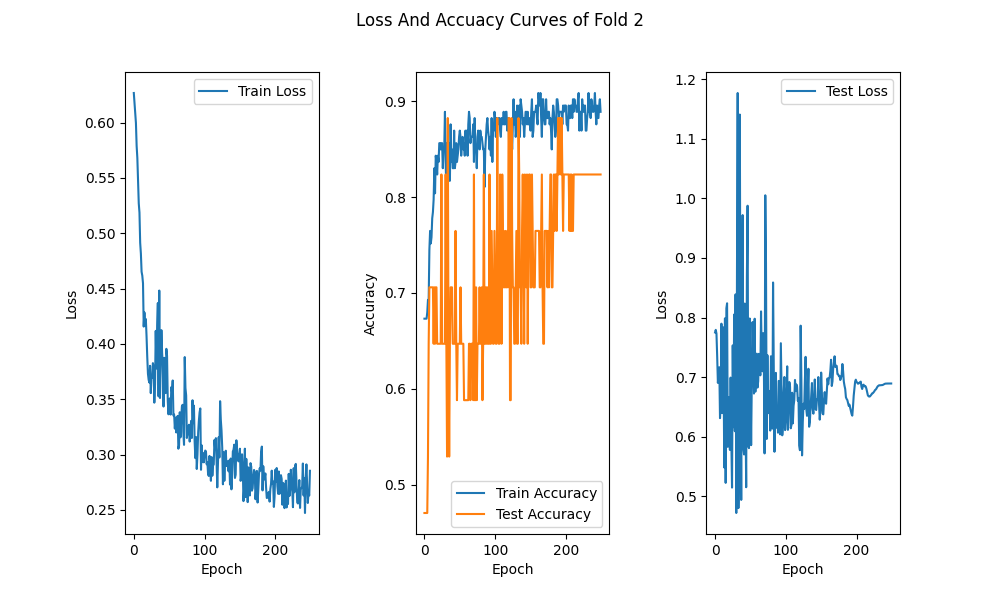 Loss And Accuacy Curves of Fold 2
Train Loss
0.60
0.55
0.50
0.45
0.40
0.35
0.30
0.25
0
100
200
Loss
Epoch
0.9
0.8
0.7
0.6
0.5
Train Accuracy
Test Accuracy
0
100
200
Accuracy
Epoch
Test Loss
1.2
1.1
1.0
0.9
0.8
0.7
0.6
0.5
0
100
200
Loss
Epoch